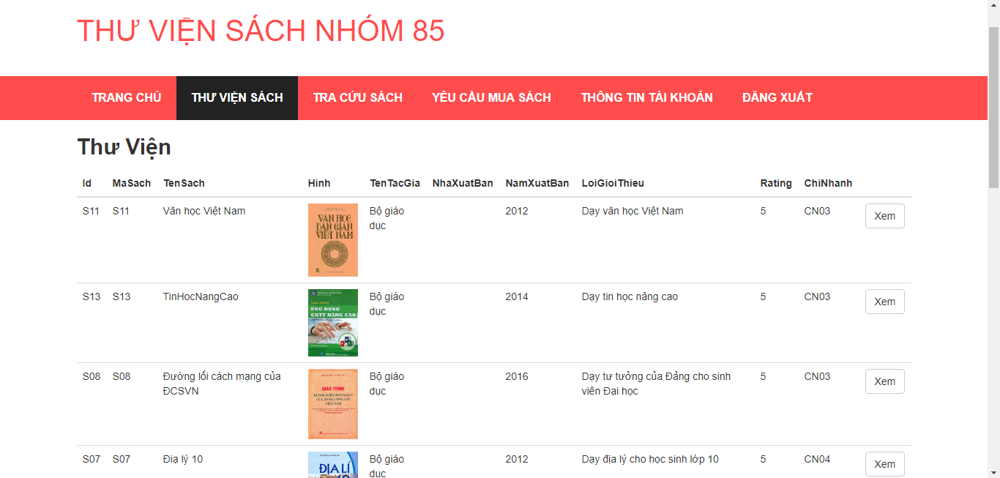 THƯ VIỆN SÁCH NHÓM 85
TRANG CHỦ THƯ VIỆN SÁCH TRA CỨU SÁCH YÊU CẦU MUA SÁCH THÔNG TIN TÀI KHOẢN ĐĂNG XUẤT
Thư Viện
Id MaSach TenSach Hinh TenTacGia NhaXuatBan NamXuatBan LoiGioiThieu Rating ChiNhanh
S11 S11 Văn học Việt Nam Bộ giáo 2012 Dạy văn học Việt Nam 5 CN03 Xem
dục
VĂN HỌC
DÂN GIAN
VIỆT NAM
S13 S13 TinHocNangCao Bộ giáo 2014 Dạy tin học nâng cao 5 CN03 Xem
dục
GIÁO TRÌNH
ỨNG DỤNG
CNTT NÂNG CAO
S08 S08 Đường lối cách mạng của Bộ giáo 2016 Dạy tư tưởng của Đảng cho sinh 5 CN03 Xem
ĐCSVN dục viên Đại học
GIÁO TRÌNH
ĐƯỜNG LỐI CÁCH MẠNG
CỦA ĐẢNG CỘNG SẢN
VIỆT NAM
S07 S07 Địa lý 10 Bộ giáo 2012 Dạy địa lý cho học sinh lớp 10 5 CN04 Xem
dục
ĐỊA LÍ